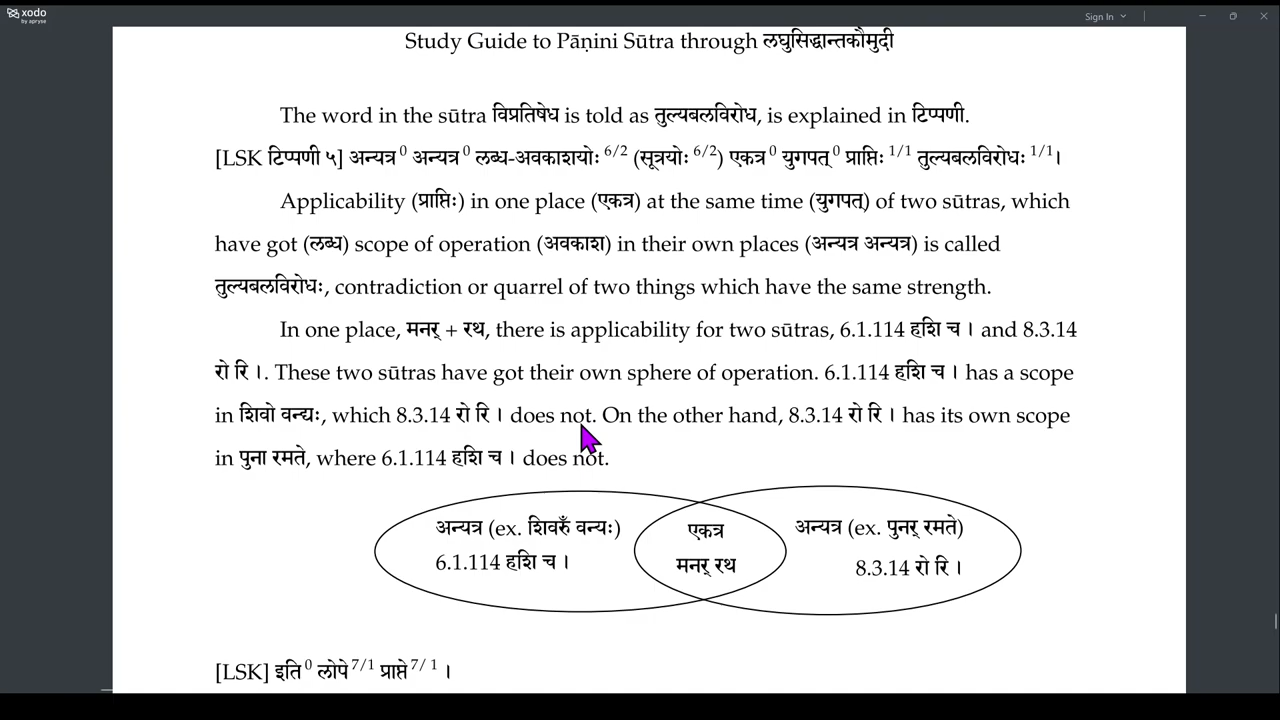 xodo
by apryse
Sign In
Study Guide to Pāṇini Sūtra through लघुसिद्धान्तकौमुदी
The word in the sūtra विप्रतिषेध is told as तुल्यबलविरोध, is explained in टिप्पणी.
[LSK टिप्पणी ५] अन्यत्र 0 अन्यत्र 0 लब्ध-अवकाशयोः 6/2 (सूत्रयोः 6/2) एकत्र 0 युगपत् 0 प्राप्तिः 1/1 तुल्यबलविरोधः 1/1।
Applicability (प्राप्तिः) in one place (एकत्र) at the same time (युगपत्) of two sūtras, which
have got (लब्ध) scope of operation (अवकाश) in their own places (अन्यत्र अन्यत्र) is called
तुल्यबलविरोधः, contradiction or quarrel of two things which have the same strength.
In one place, मनर् + रथ, there is applicability for two sūtras, 6.1.114 हशि च । and 8.3.14
रो रि ।. These two sūtras have got their own sphere of operation. 6.1.114 हशि च । has a scope
in शिवो वन्द्यः, which 8.3.14 रो रि । does not. On the other hand, 8.3.14 रो रि । has its own scope
in पुना रमते, where 6.1.114 हशि च । does not.
अन्यत्र (ex. शिवरुँ वन्द्यः)
6.1.114 हशि च ।
एकत्र
मनर् रथ
अन्यत्र (ex. पुनर् रमते)
8.3.14 रो रि ।
[LSK] इति 0 लोपे 7/1 प्राप्ते 7/ 1 ।